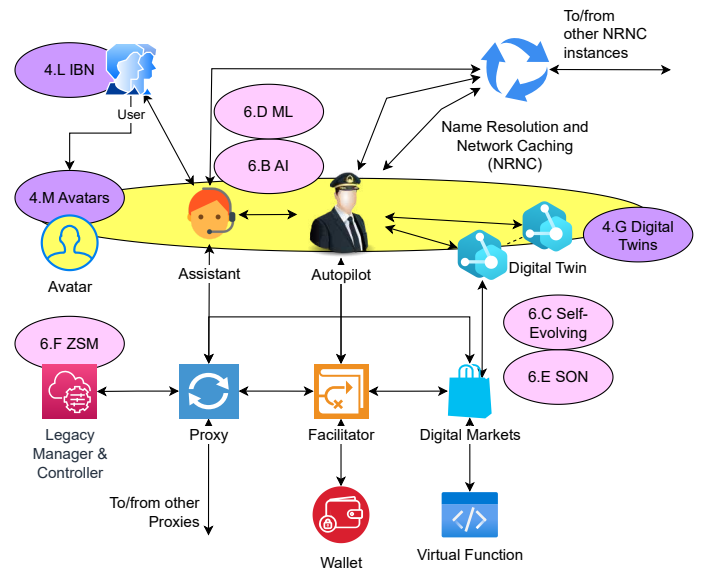 To/from
other NRNC
instances
4.L IBN
User
6.D ML
6.B AI
Name Resolution and
Network Caching
(NRNC)
4.M Avatars
4.G Digital
Twins
Avatar
Assistant
Autopilot
Digital Twin
6.C Self-
Evolving
6.E SON
6.F ZSM
Legacy
Manager &
Controller
Proxy
Facilitator
Digital Markets
To/from other
Proxies
Wallet
Virtual Function